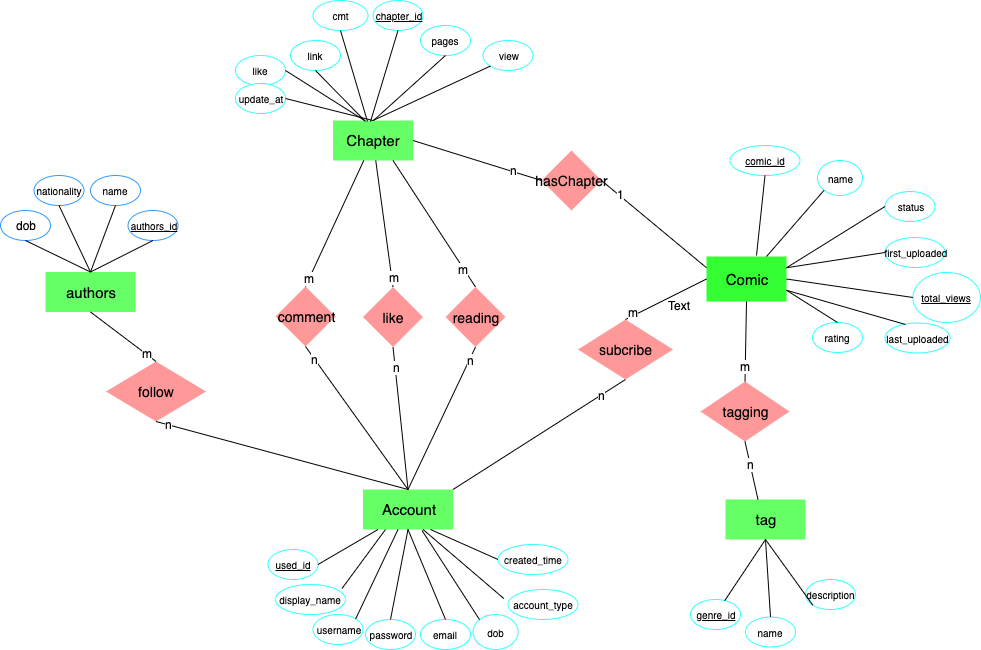 cmt
chapter_id
pages
link
view
like
update_at
Chapter
n
hasChapter
1
comic_id
name
status
first_uploaded
total_views
last_uploaded
rating
Comic
nationality
name
dob
authors_id
authors
m
m
m
comment
like
reading
n
n
n
m
Text
subcribe
n
m
follow
n
m
tagging
n
tag
genre_id
name
description
Account
used_id
display_name
username
password
email
dob
account_type
created_time